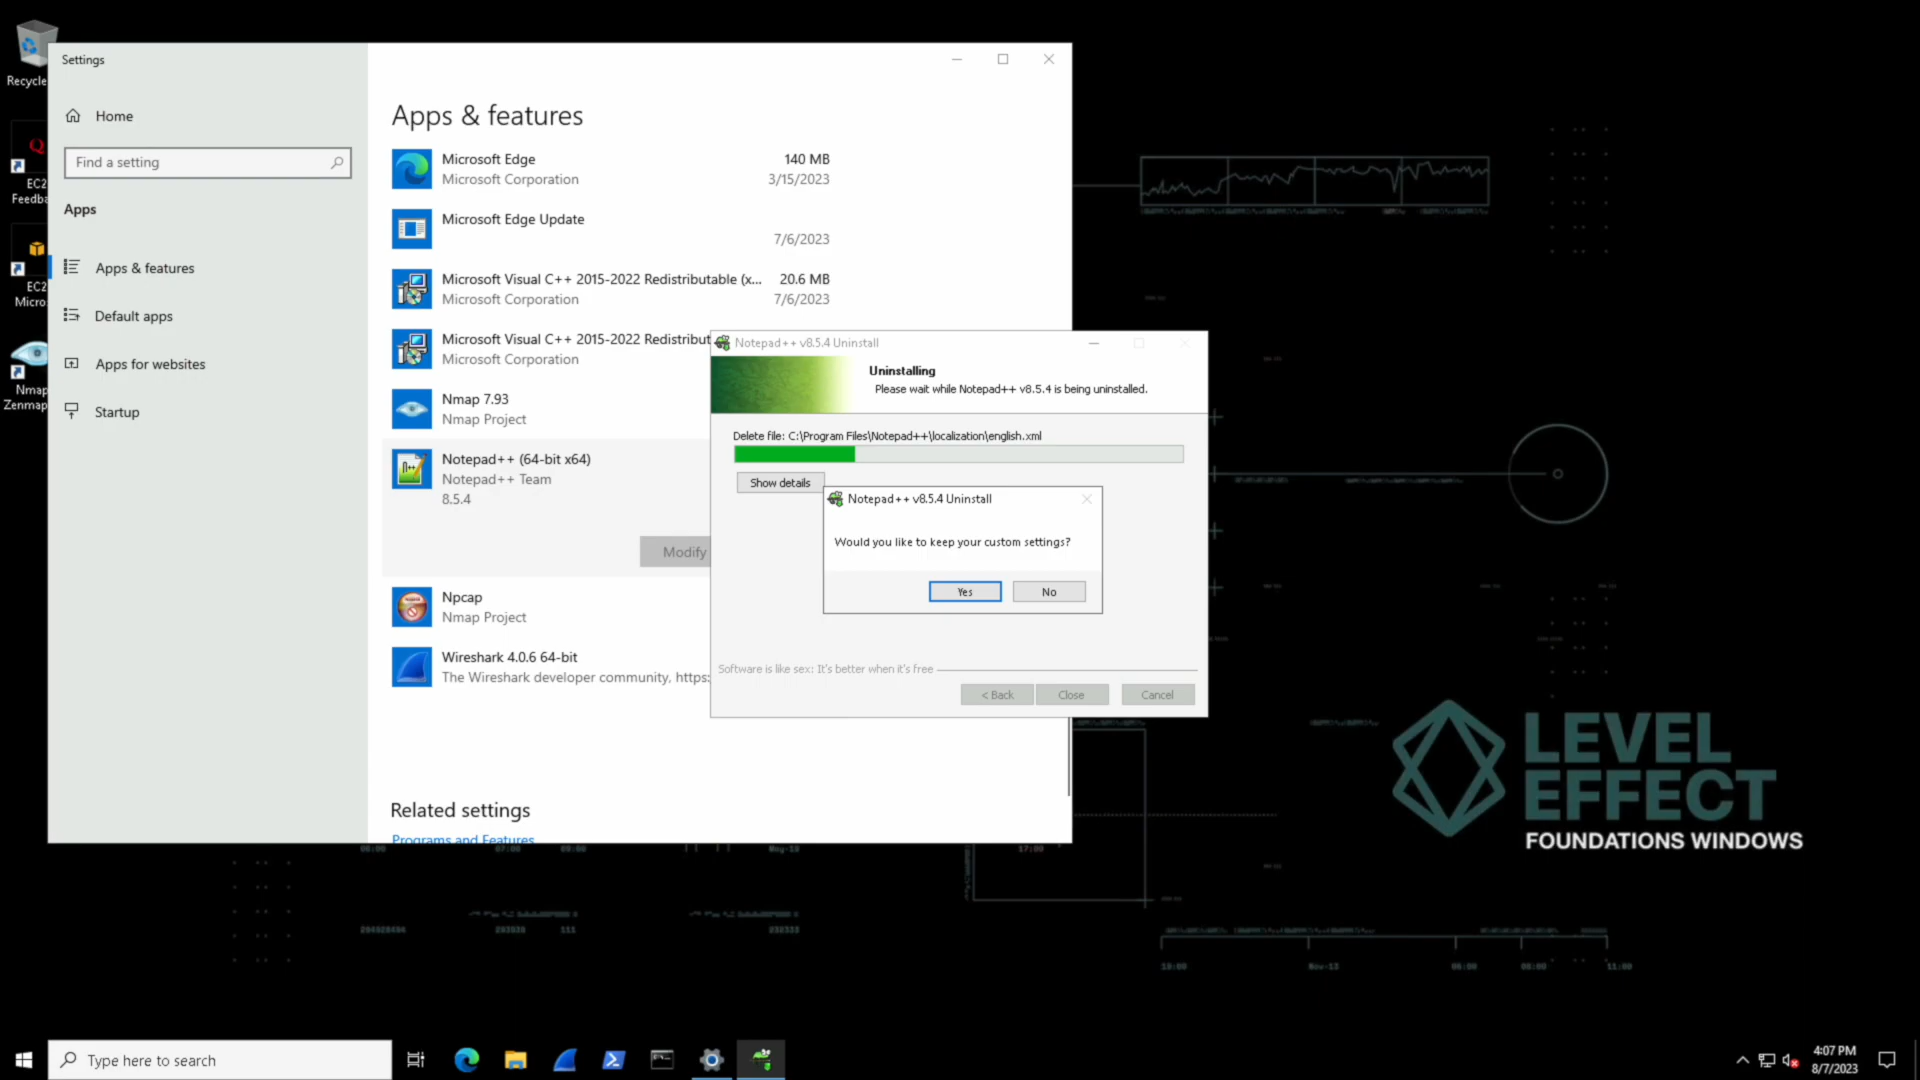 Recycle
EC2
Feedb
EC2
Micro
Nmap
Zenmap
Settings
Home
Find a setting
Apps
Apps & features
Default apps
Apps for websites
Startup
Apps & features
Microsoft Edge
140 MB
Microsoft Corporation
3/15/2023
Microsoft Edge Update
7/6/2023
Microsoft Visual C++ 2015-2022 Redistributable (x...
20.6 MB
Microsoft Corporation
7/6/2023
Microsoft Visual C++ 2015-2022 Redistribut
Microsoft Corporation
Nmap 7.93
Nmap Project
Notepad++ (64-bit x64)
Notepad++ Team
8.5.4
Modify
Npcap
Nmap Project
Wireshark 4.0.6 64-bit
The Wireshark developer community, https:
Related settings
Programs and Features
Notepad++ v8.5.4 Uninstall
Uninstalling
Please wait while Notepad++ v8.5.4 is being uninstalled.
Delete file: C:\Program Files\Notepad++\localization\english.xml
Show details
Notepad++ v8.5.4 Uninstall
Would you like to keep your custom settings?
Yes
No
Software is like sex: It's better when it's free
< Back
Close
Cancel
LEVEL
EFFECT
FOUNDATIONS WINDOWS
17:00
Nov-13
11:00
Type here to search
4:07 PM
8/7/2023